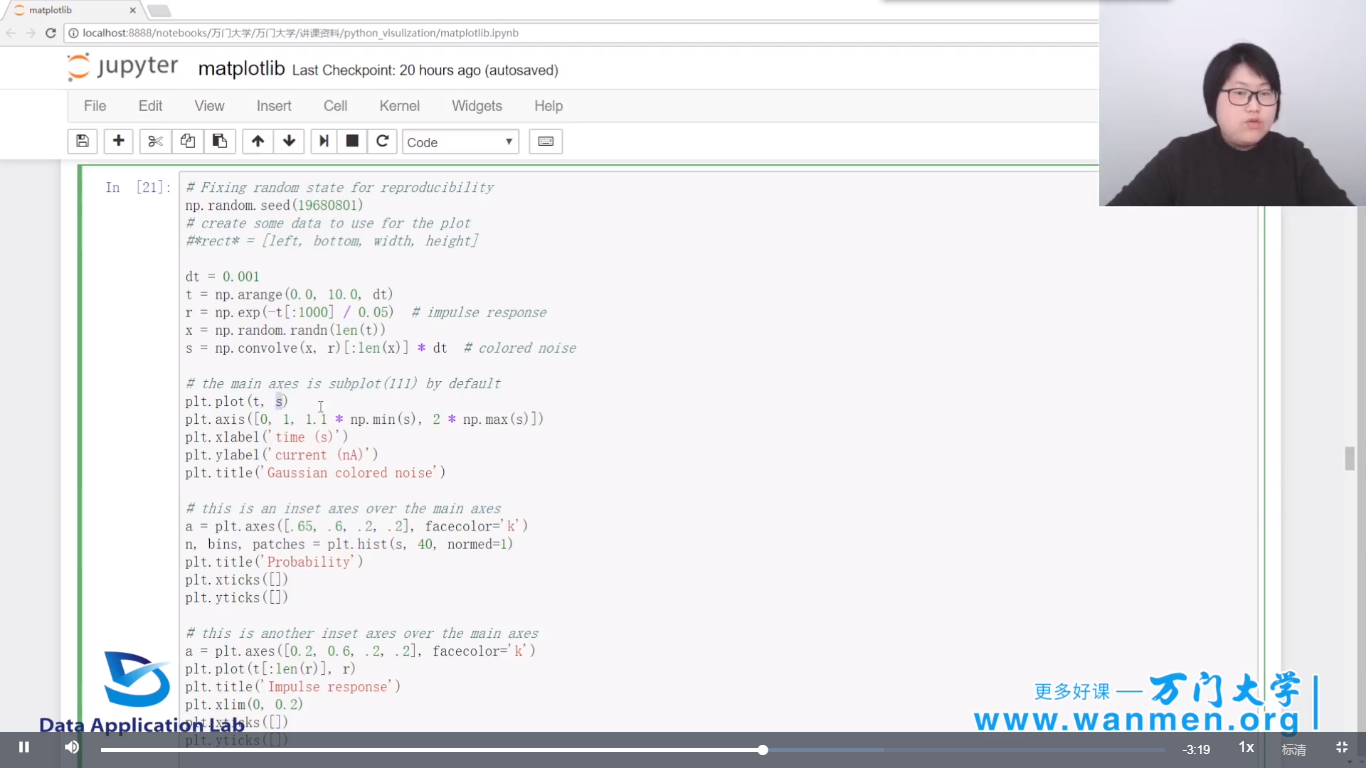 matplotlib
localhost:8888/notebooks/万门大学/万门大学/讲课资料/python_visulization/matplotlib.ipynb
jupyter matplotlib Last Checkpoint: 20 hours ago (autosaved)
File Edit View Insert Cell Kernel Widgets Help
Code
In [21]:
# Fixing random state for reproducibility
np.random.seed(19680801)
# create some data to use for the plot
#*rect* = [left, bottom, width, height]
dt = 0.001
t = np.arange(0.0, 10.0, dt)
r = np.exp(-t[:1000] / 0.05)  # impulse response
x = np.random.randn(len(t))
s = np.convolve(x, r)[:len(x)] * dt  # colored noise
# the main axes is subplot(111) by default
plt.plot(t, s)
plt.axis([0, 1, 1.1 * np.min(s), 2 * np.max(s)])
plt.xlabel('time (s)')
plt.ylabel('current (nA)')
plt.title('Gaussian colored noise')
# this is an inset axes over the main axes
a = plt.axes([.65, .6, .2, .2], facecolor='k')
n, bins, patches = plt.hist(s, 40, normed=1)
plt.title('Probability')
plt.xticks([])
plt.yticks([])
# this is another inset axes over the main axes
a = plt.axes([0.2, 0.6, .2, .2], facecolor='k')
plt.plot(t[:len(r)], r)
plt.title('Impulse response')
plt.xlim(0, 0.2)
plt.xticks([])
plt.yticks([])
Data Application Lab
更多好课 — 万门大学
www.wanmen.org
-3:19 1x 标清